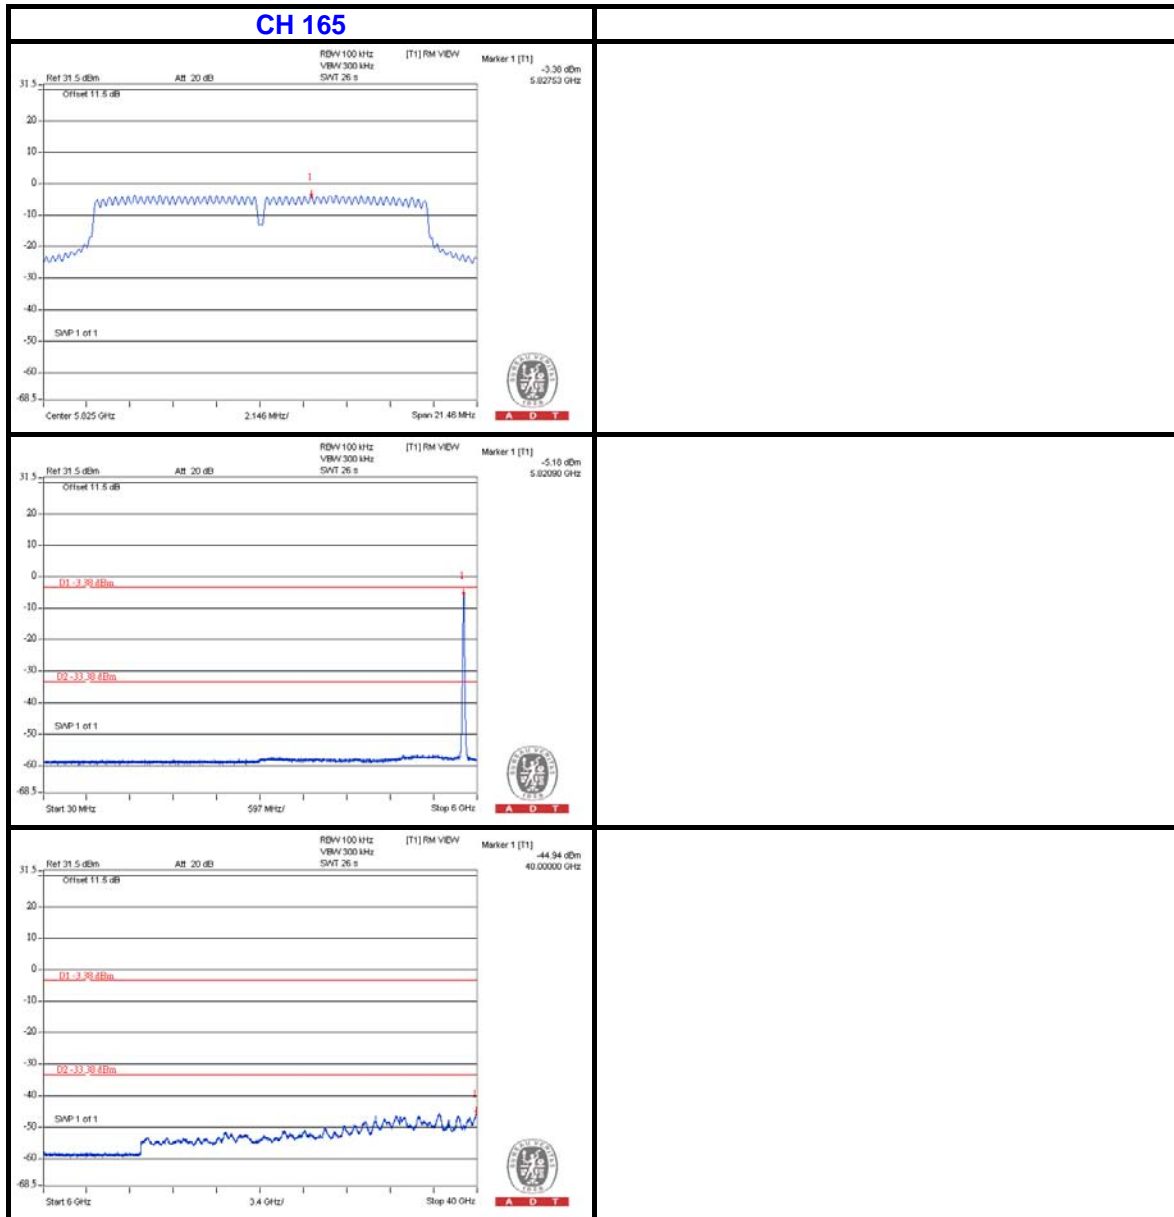 CH 165
RBW 100 kHz [T1] RM VIEW
VBW 300 kHz Marker 1 [T1]
Ref 31.5 dBm Att 20 dB SWT 26 s -3.38 dBm
5.82753 GHz
31.5
Offset 11.5 dB
20
10
1
0
-10
-20
-30
-40
SWP 1 of 1
-50
-60
-68.5
Center 5.825 GHz 2.146 MHz/ Span 21.46 MHz
A D T
RBW 100 kHz [T1] RM VIEW
VBW 300 kHz Marker 1 [T1]
Ref 31.5 dBm Att 20 dB SWT 26 s -5.18 dBm
5.82090 GHz
31.5
Offset 11.5 dB
20
10
1
0
D1 -3.38 dBm
-10
-20
-30
D2 -33.38 dBm
-40
SWP 1 of 1
-50
-60
-68.5
Start 30 MHz 597 MHz/ Stop 6 GHz
A D T
RBW 100 kHz [T1] RM VIEW
VBW 300 kHz Marker 1 [T1]
Ref 31.5 dBm Att 20 dB SWT 26 s -44.94 dBm
40.00000 GHz
31.5
Offset 11.5 dB
20
10
0
D1 -3.38 dBm
-10
-20
-30
D2 -33.38 dBm
-40
1
SWP 1 of 1
-50
-60
-68.5
Start 6 GHz 3.4 GHz/ Stop 40 GHz
A D T